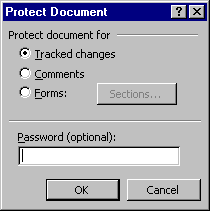 Protect Document
Protect document for
Tracked changes
Comments
Forms:
Sections...
Password (optional):
OK
Cancel